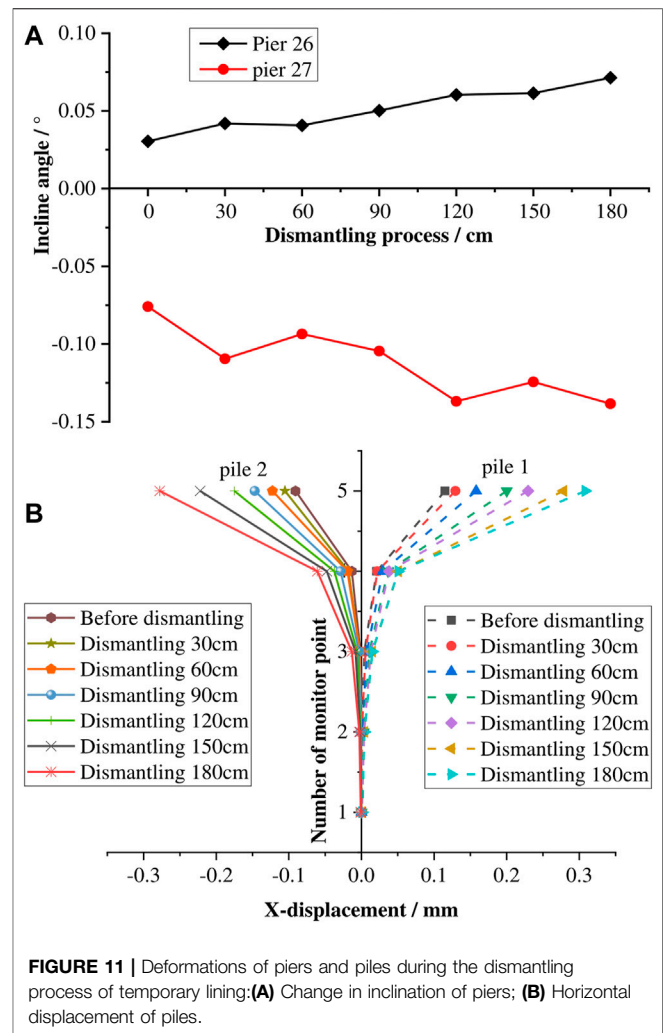 A
Pier 26
pier 27
Incline angle / °
0.10
0.05
0.00
-0.05
-0.10
-0.15
0 30 60 90 120 150 180
Dismantling process / cm
B
pile 2
pile 1
Before dismantling
Dismantling 30cm
Dismantling 60cm
Dismantling 90cm
Dismantling 120cm
Dismantling 150cm
Dismantling 180cm
Number of monitor point
5
3
2
1
Before dismantling
Dismantling 30cm
Dismantling 60cm
Dismantling 90cm
Dismantling 120cm
Dismantling 150cm
Dismantling 180cm
-0.3 -0.2 -0.1 0.0 0.1 0.2 0.3
X-displacement / mm
FIGURE 11 | Deformations of piers and piles during the dismantling
process of temporary lining:(A) Change in inclination of piers; (B) Horizontal
displacement of piles.